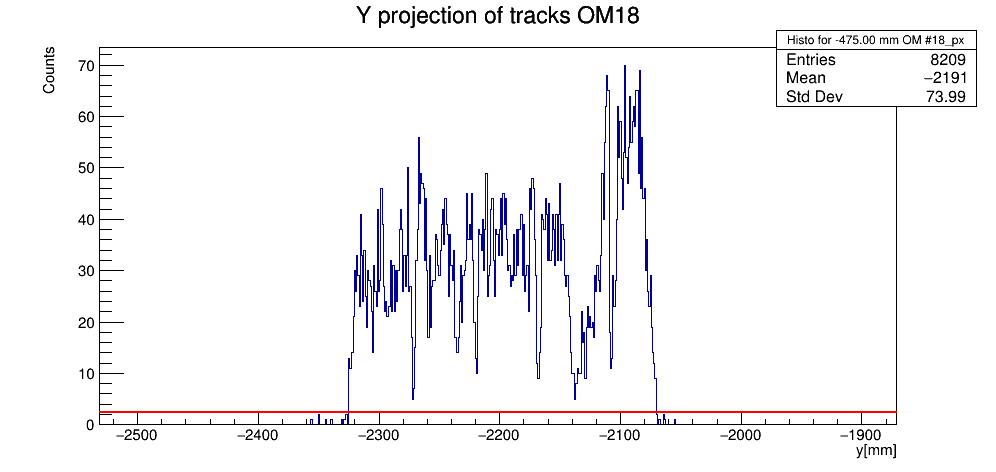 Y projection of tracks OM18
Histo for -475.00 mm OM #18_px
Entries 8209
Mean −2191
Std Dev 73.99
Counts
70
60
50
40
30
20
10
0
−2500 −2400 −2300 −2200 −2100 −2000 −1900
y[mm]